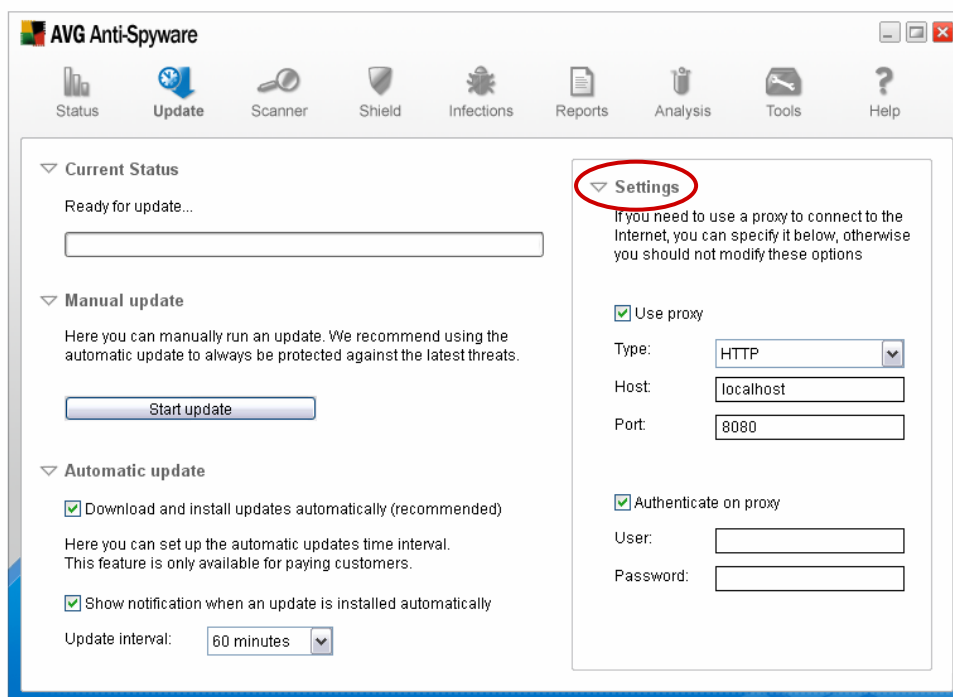 AVG Anti-Spyware
Status Update Scanner Shield Infections Reports Analysis Tools Help
Current Status
Ready for update...
Manual update
Here you can manually run an update. We recommend using the
automatic update to always be protected against the latest threats.
Start update
Automatic update
Download and install updates automatically (recommended)
Here you can set up the automatic updates time interval.
This feature is only available for paying customers.
Show notification when an update is installed automatically
Update interval: 60 minutes
Settings
If you need to use a proxy to connect to the
Internet, you can specify it below, otherwise
you should not modify these options
Use proxy
Type: HTTP
Host: localhost
Port: 8080
Authenticate on proxy
User:
Password: